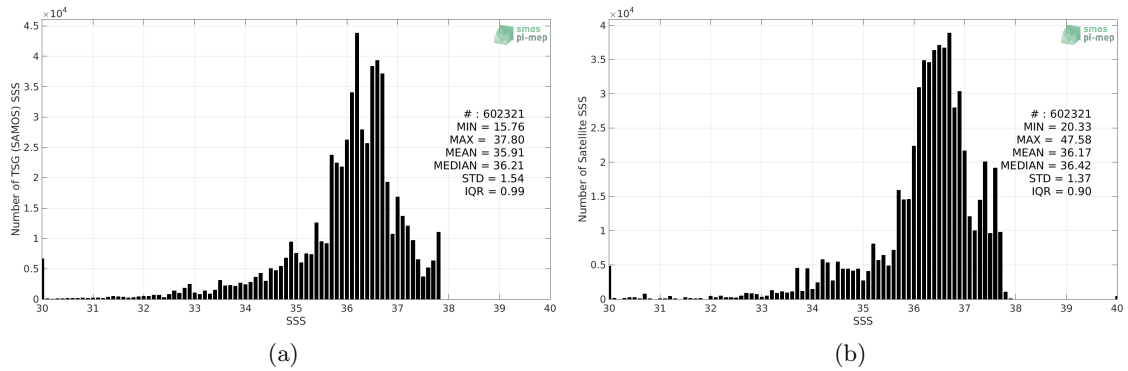 ×10⁴
4.5
4
3.5
3
2.5
2
1.5
1
0.5
0
Number of TSG (SAMOS) SSS
smos
pi-mep
# : 602321
MIN = 15.76
MAX = 37.80
MEAN = 35.91
MEDIAN = 36.21
STD = 1.54
IQR = 0.99
30 31 32 33 34 35 36 37 38 39 40
SSS
(a)
×10⁴
4
3.5
3
2.5
2
1.5
1
0.5
0
Number of Satellite SSS
smos
pi-mep
# : 602321
MIN = 20.33
MAX = 47.58
MEAN = 36.17
MEDIAN = 36.42
STD = 1.37
IQR = 0.90
30 31 32 33 34 35 36 37 38 39 40
SSS
(b)